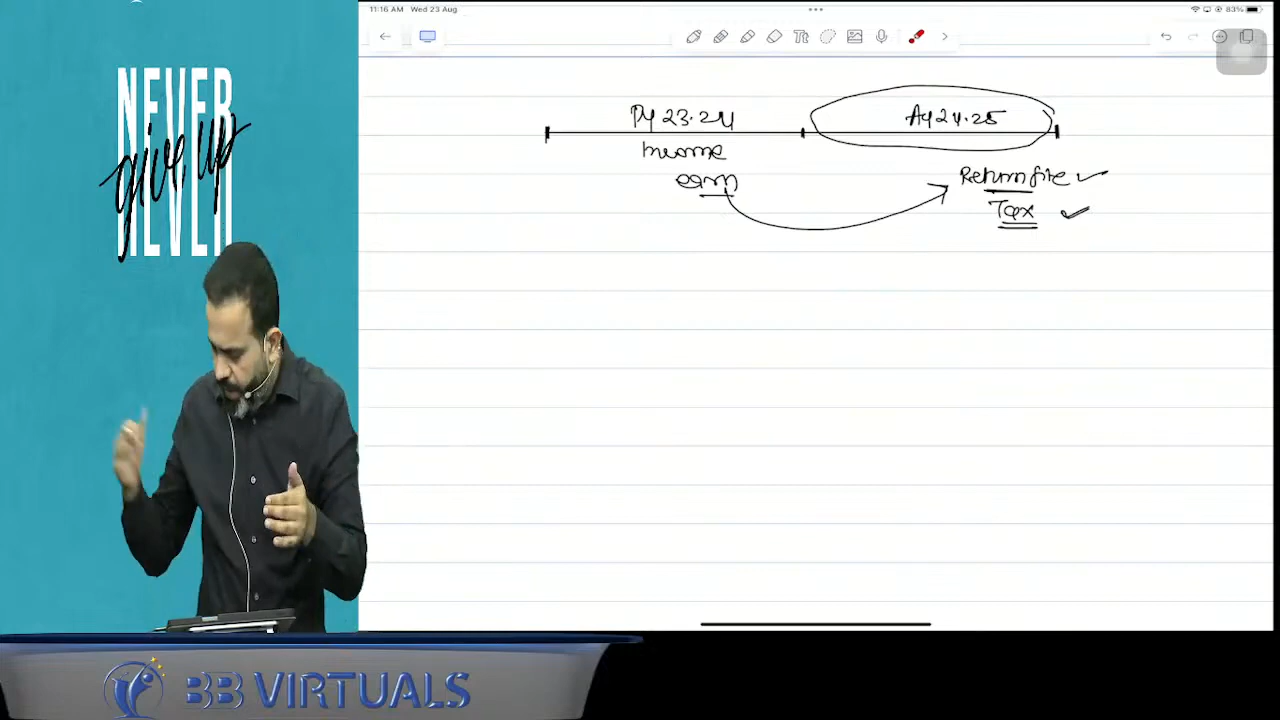 11:16 AM Wed 23 Aug
83%
NEVER
give up
NEVER
PY 23.24
AY 24.25
Income
earn
Return file
Tax
BB VIRTUALS